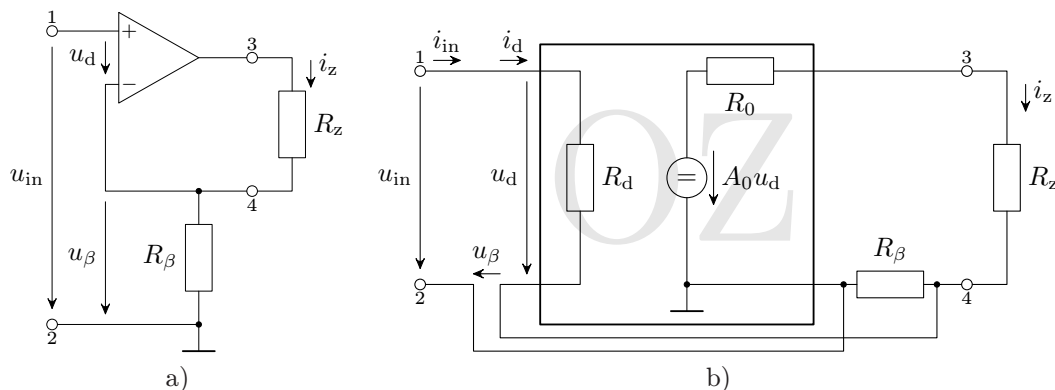 1
+
u_d
−
3
i_z
R_z
u_in
4
u_β
R_β
2
a)
i_in
i_d
1
3
R_0
i_z
OZ
u_in
u_d
R_d
=
A_0u_d
R_z
u_β
R_β
2
4
b)